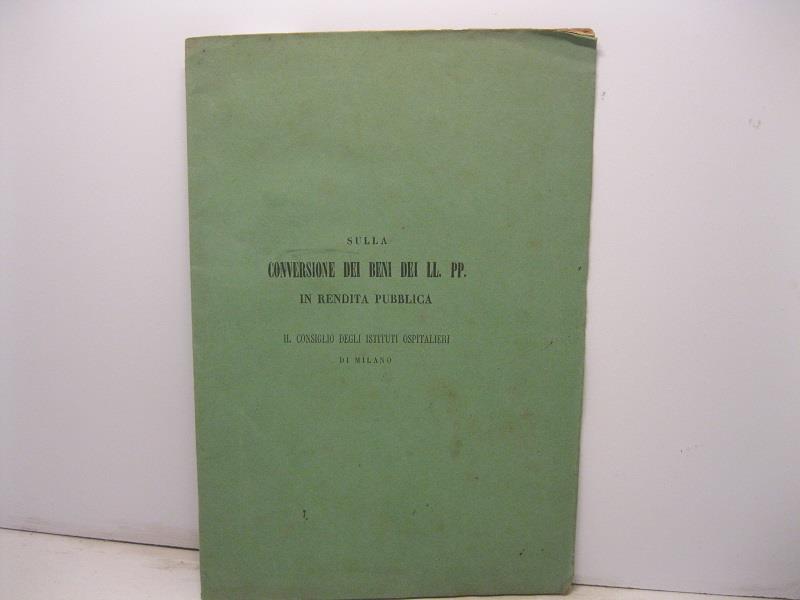 SULLA
CONVERSIONE DEI BENI DEI LL. PP.
IN RENDITA PUBBLICA
IL CONSIGLIO DEGLI ISTITUTI OSPITALIERI
DI MILANO